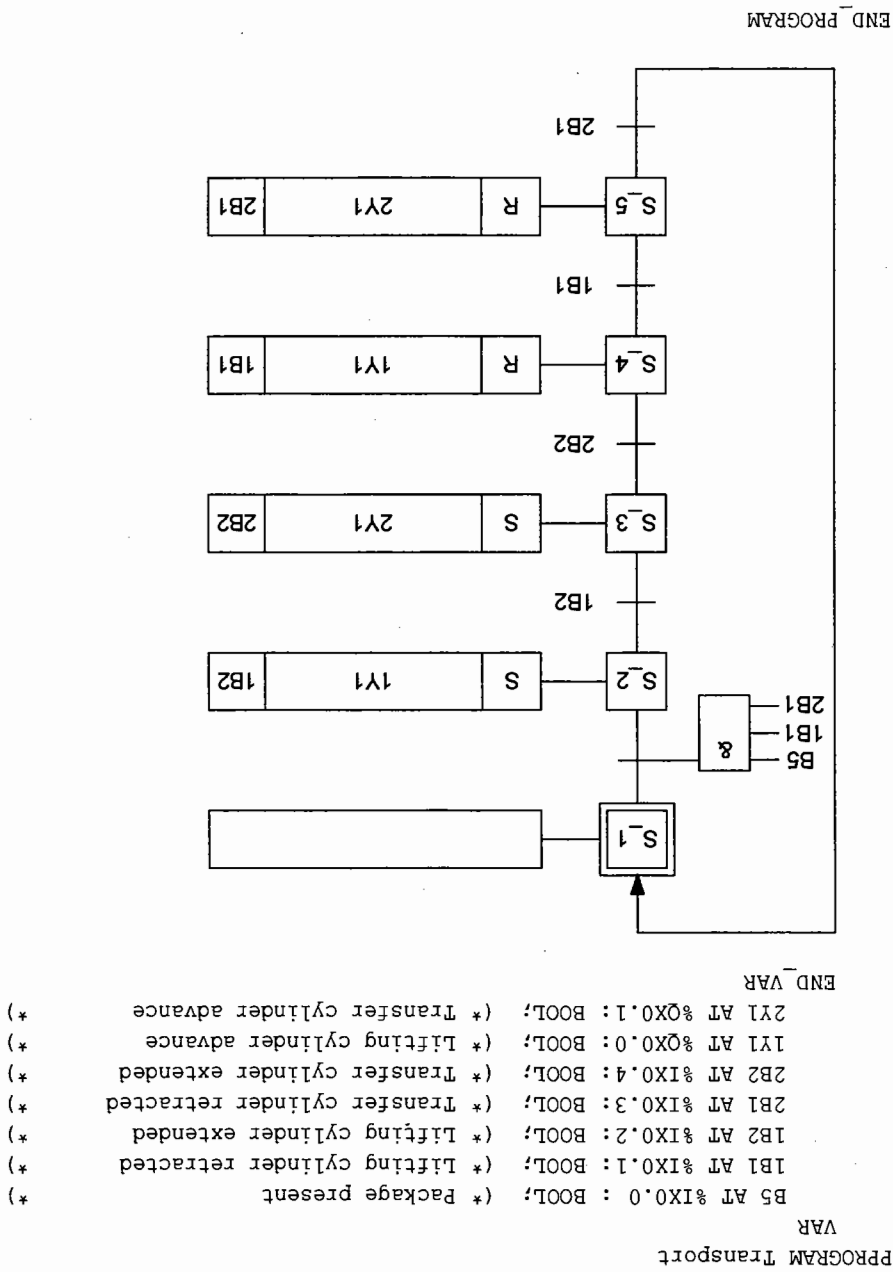 PPROGRAM Transport
VAR
B5 AT %IX0.0 : BOOL; (* Package present *)
1B1 AT %IX0.1: BOOL; (* Lifting cylinder retracted *)
1B2 AT %IX0.2: BOOL; (* Lifting cylinder extended *)
2B1 AT %IX0.3: BOOL; (* Transfer cylinder retracted *)
2B2 AT %IX0.4: BOOL; (* Transfer cylinder extended *)
1Y1 AT %QX0.0: BOOL; (* Lifting cylinder advance *)
2Y1 AT %QX0.1: BOOL; (* Transfer cylinder advance *)
END_VAR
S_1
B5
1B1
2B1
&
S_2 S 1Y1 1B2
1B2
S_3 S 2Y1 2B2
2B2
S_4 R 1Y1 1B1
1B1
S_5 R 2Y1 2B1
2B1
END_PROGRAM